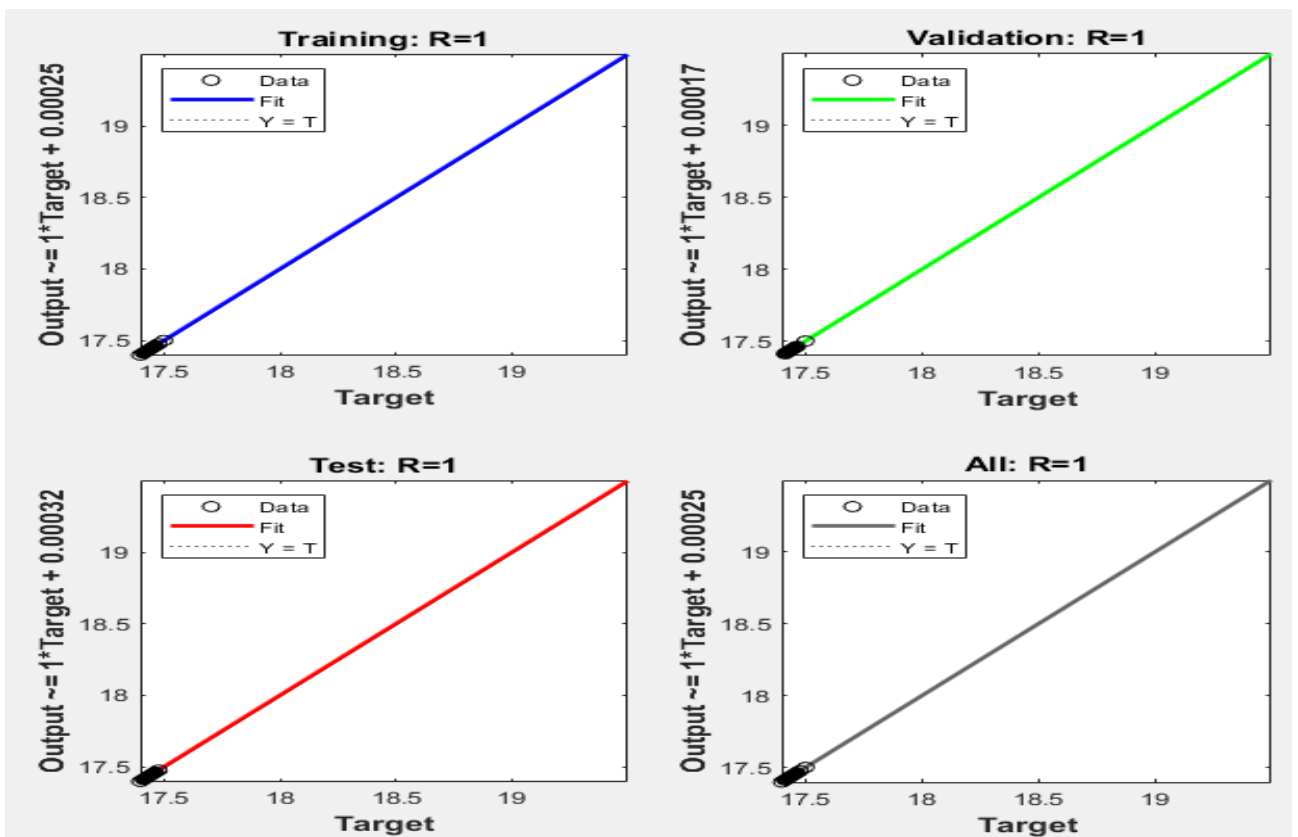 Training: R=1
Output ~= 1*Target + 0.00025
Data
Fit
Y = T
19
18.5
18
17.5
17.5 18 18.5 19
Target
Validation: R=1
Output ~= 1*Target + 0.00017
Data
Fit
Y = T
19
18.5
18
17.5
17.5 18 18.5 19
Target
Test: R=1
Output ~= 1*Target + 0.00032
Data
Fit
Y = T
19
18.5
18
17.5
17.5 18 18.5 19
Target
All: R=1
Output ~= 1*Target + 0.00025
Data
Fit
Y = T
19
18.5
18
17.5
17.5 18 18.5 19
Target